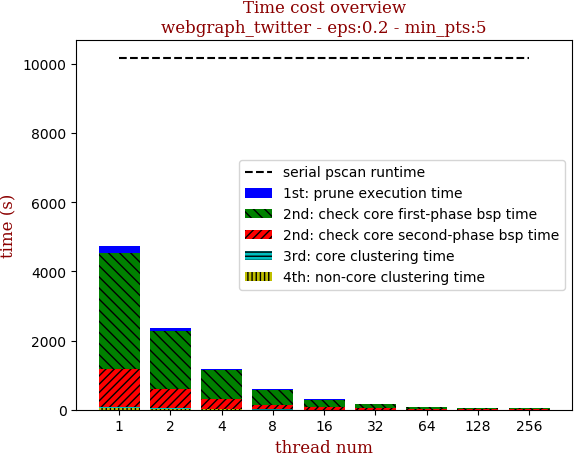 Time cost overview
webgraph_twitter - eps:0.2 - min_pts:5
time (s)
10000
8000
6000
4000
2000
0
serial pscan runtime
1st: prune execution time
2nd: check core first-phase bsp time
2nd: check core second-phase bsp time
3rd: core clustering time
4th: non-core clustering time
1 2 4 8 16 32 64 128 256
thread num